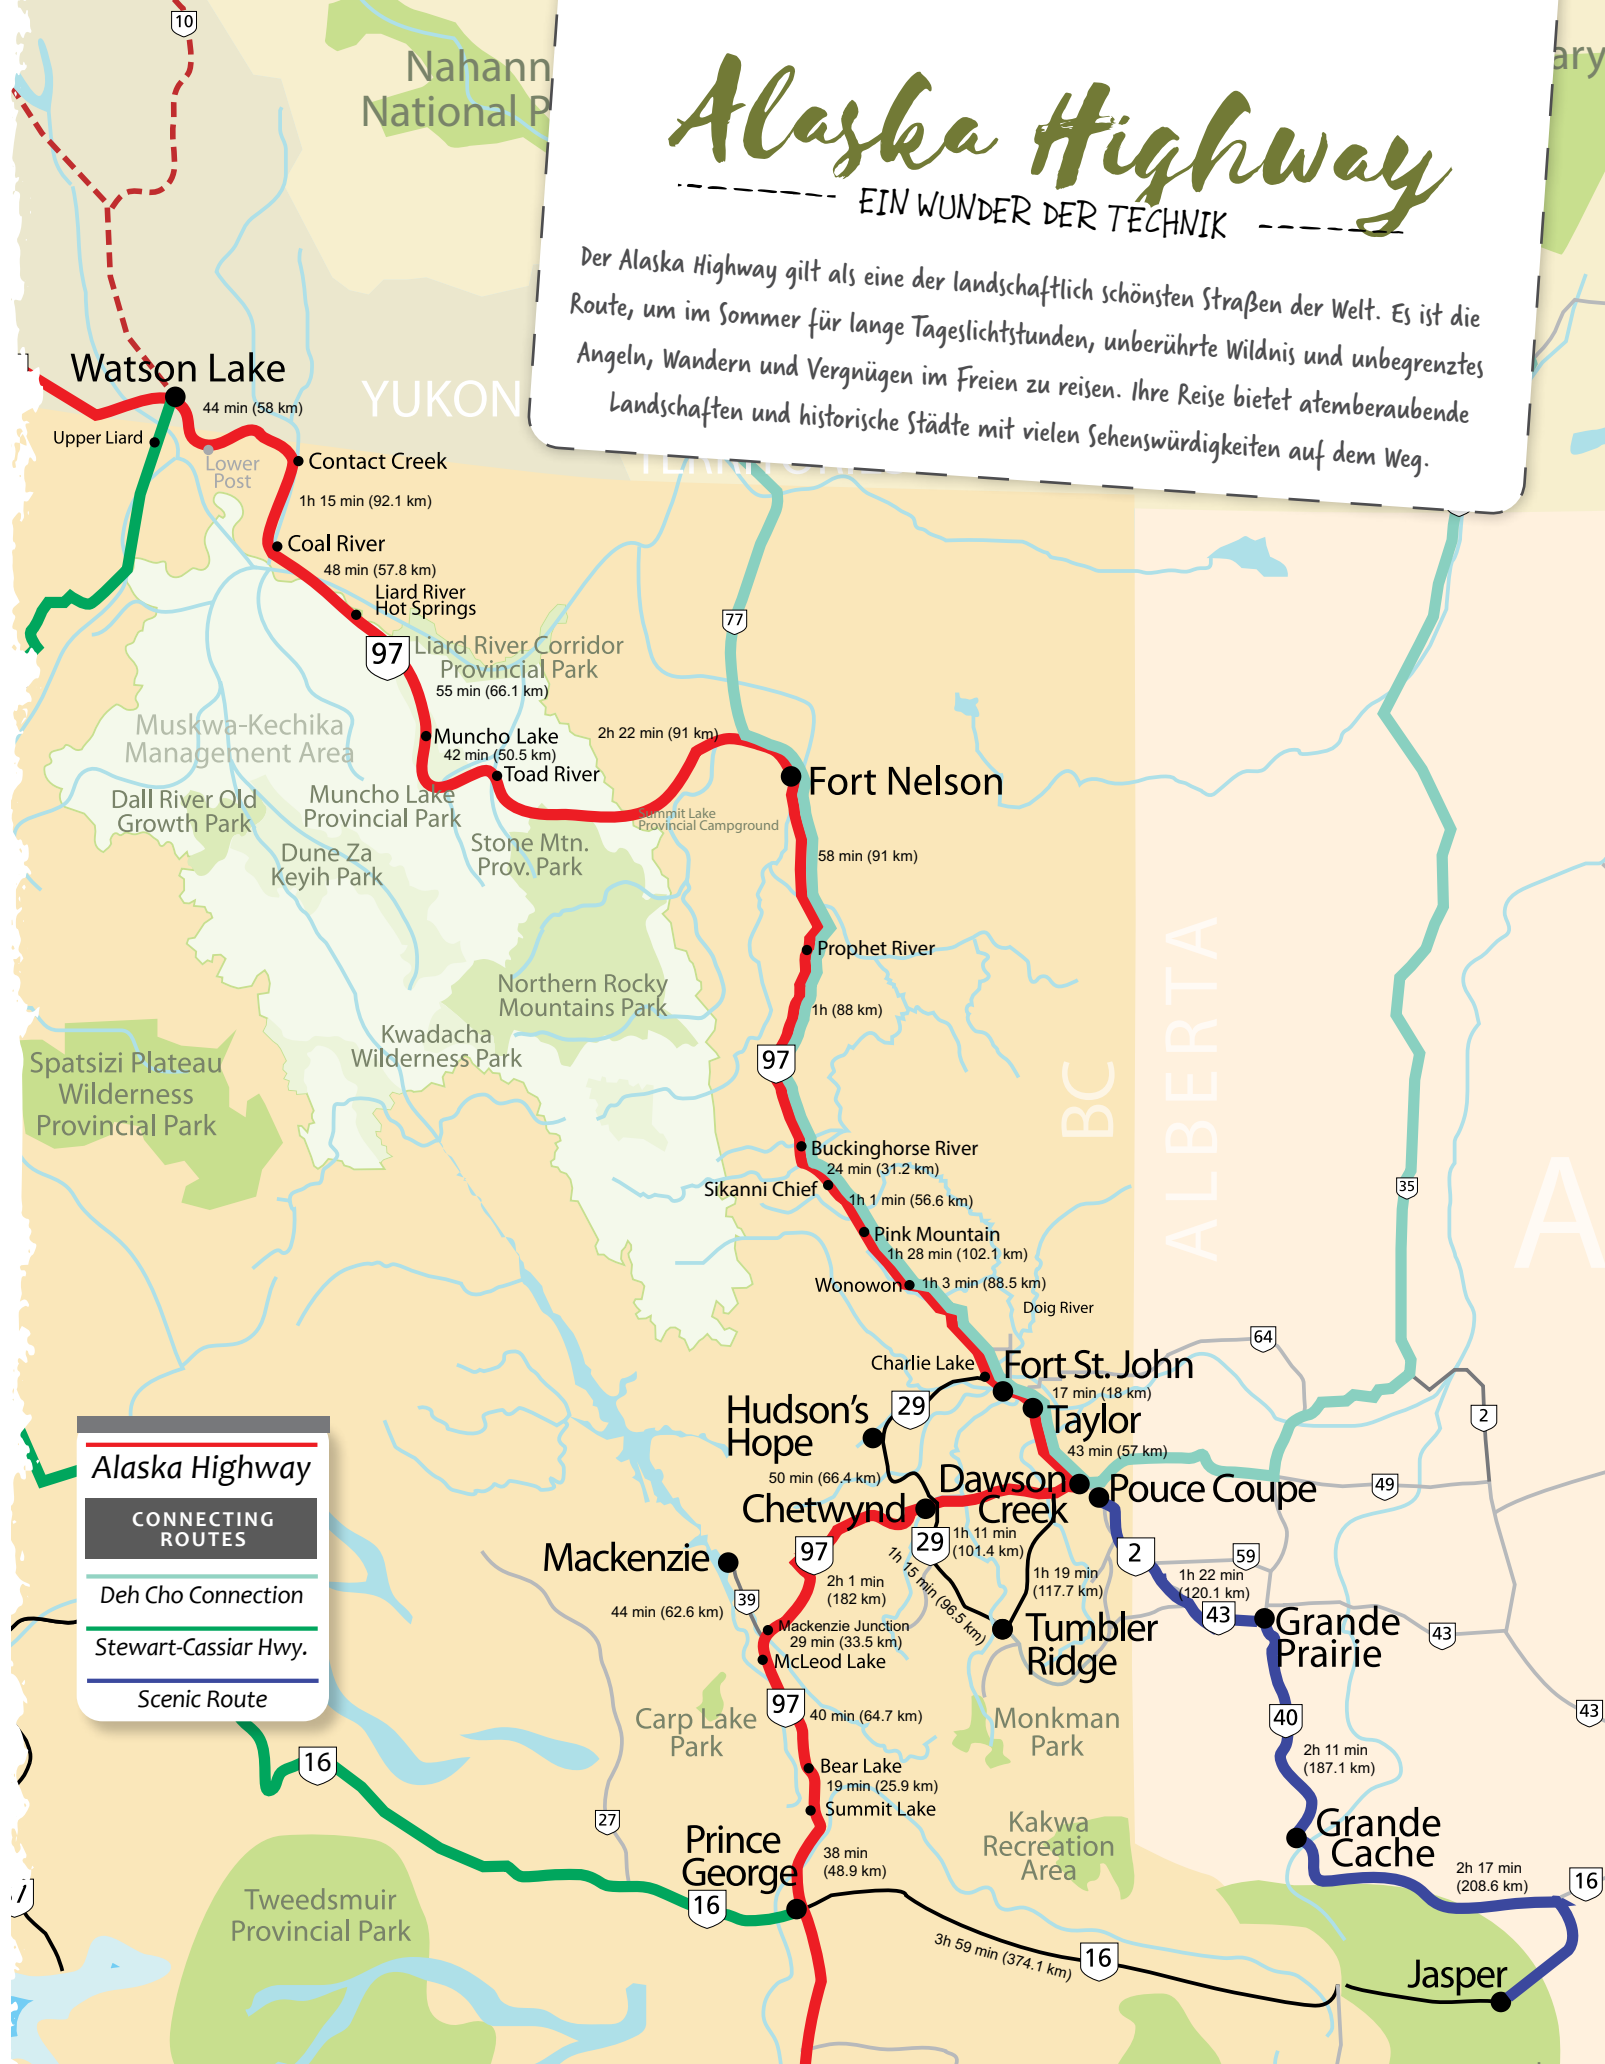 Alaska Highway
EIN WUNDER DER TECHNIK
Der Alaska Highway gilt als eine der landschaftlich schönsten Straßen der Welt. Es ist die
Route, um im Sommer für lange Tageslichtstunden, unberührte Wildnis und unbegrenztes
Angeln, Wandern und Vergnügen im Freien zu reisen. Ihre Reise bietet atemberaubende
Landschaften und historische Städte mit vielen Sehenswürdigkeiten auf dem Weg.
10
Nahann
National P
ary
Watson Lake
44 min (58 km)
YUKON
Upper Liard
Lower
Post
Contact Creek
1h 15 min (92.1 km)
Coal River
48 min (57.8 km)
Liard River
Hot Springs
97
Liard River Corridor
Provincial Park
55 min (66.1 km)
77
Muskwa-Kechika
Management Area
Muncho Lake
42 min (50.5 km)
Toad River
2h 22 min (91 km)
Fort Nelson
Dall River Old
Growth Park
Muncho Lake
Provincial Park
Summit Lake
Provincial Campground
Stone Mtn.
Prov. Park
Dune Za
Keyih Park
58 min (91 km)
Prophet River
Northern Rocky
Mountains Park
1h (88 km)
Kwadacha
Wilderness Park
97
Spatsizi Plateau
Wilderness
Provincial Park
BC
ALBERTA
A
35
Buckinghorse River
24 min (31.2 km)
Sikanni Chief
1h 1 min (56.6 km)
Pink Mountain
1h 28 min (102.1 km)
Wonowon
1h 3 min (88.5 km)
Doig River
64
Charlie Lake
Fort St. John
17 min (18 km)
Hudson's
Hope
29
Taylor
43 min (57 km)
2
50 min (66.4 km)
Dawson
Creek
Pouce Coupe
49
Chetwynd
29
1h 11 min
(101.4 km)
97
2
59
Mackenzie
1h 15 min (96.5 km)
1h 19 min
(117.7 km)
1h 22 min
(120.1 km)
2h 1 min
(182 km)
39
44 min (62.6 km)
43
Grande
Prairie
43
Mackenzie Junction
29 min (33.5 km)
McLeod Lake
Tumbler
Ridge
97
40 min (64.7 km)
Carp Lake
Park
Monkman
Park
40
43
2h 11 min
(187.1 km)
Bear Lake
19 min (25.9 km)
Summit Lake
27
Kakwa
Recreation
Area
Grande
Cache
Prince
George
38 min
(48.9 km)
2h 17 min
(208.6 km)
16
16
16
Tweedsmuir
Provincial Park
3h 59 min (374.1 km)
16
Jasper
Alaska Highway
CONNECTING
ROUTES
Deh Cho Connection
Stewart-Cassiar Hwy.
Scenic Route